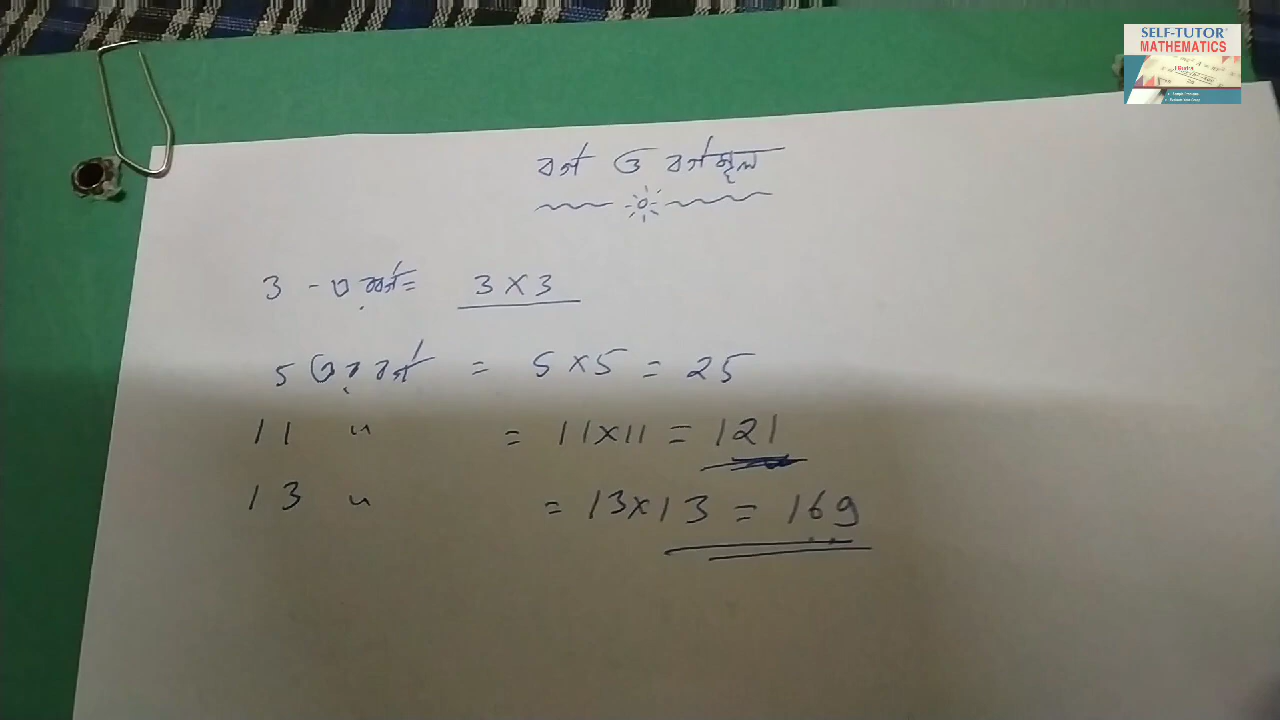 SELF-TUTOR
MATHEMATICS
বর্গ ও বর্গমূল
3 - এর বর্গ = 3 × 3
5 এর বর্গ = 5 × 5 = 25
11 " = 11 × 11 = 121
13 " = 13 × 13 = 169